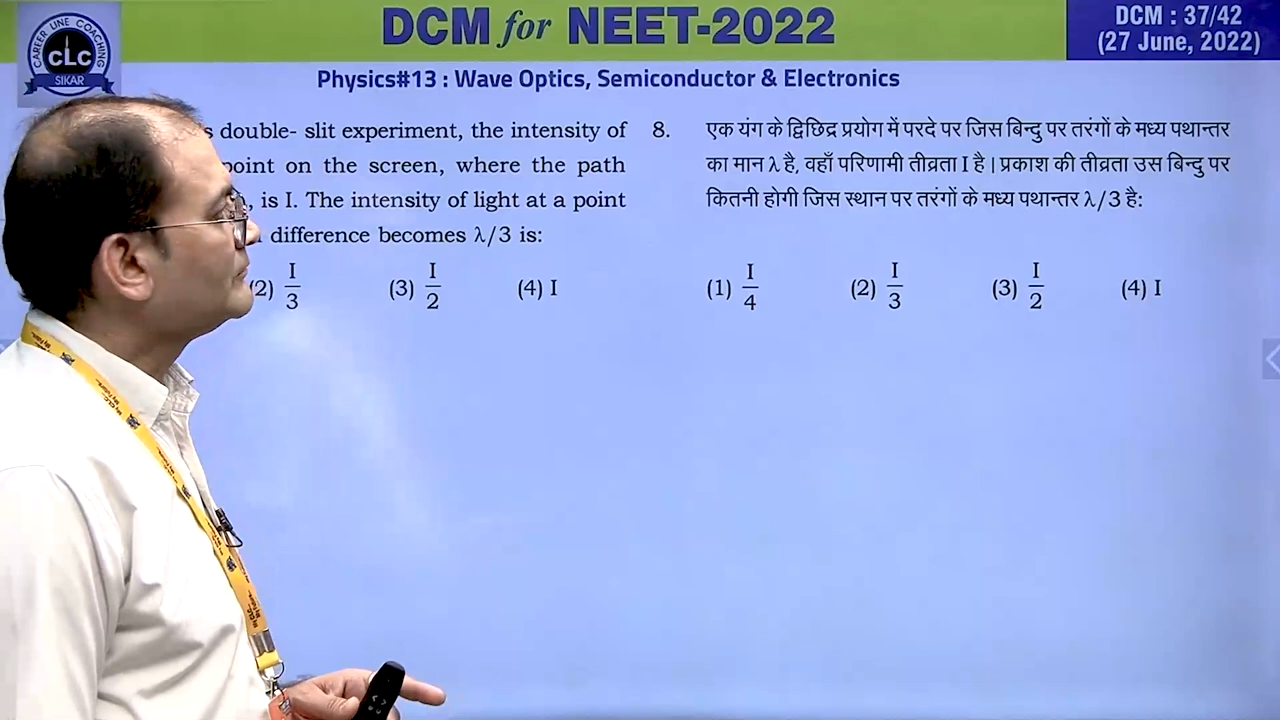 DCM for NEET-2022
DCM : 37/42
(27 June, 2022)
CAREER LINE COACHING
CLC
SIKAR
Physics#13 : Wave Optics, Semiconductor & Electronics
s double- slit experiment, the intensity of
point on the screen, where the path
, is I. The intensity of light at a point
difference becomes λ/3 is:
(2) I/3 (3) I/2 (4) I
8. एक यंग के द्विछिद्र प्रयोग में परदे पर जिस बिन्दु पर तरंगों के मध्य पथान्तर
का मान λ है, वहाँ परिणामी तीव्रता I है। प्रकाश की तीव्रता उस बिन्दु पर
कितनी होगी जिस स्थान पर तरंगों के मध्य पथान्तर λ/3 है:
(1) I/4 (2) I/3 (3) I/2 (4) I